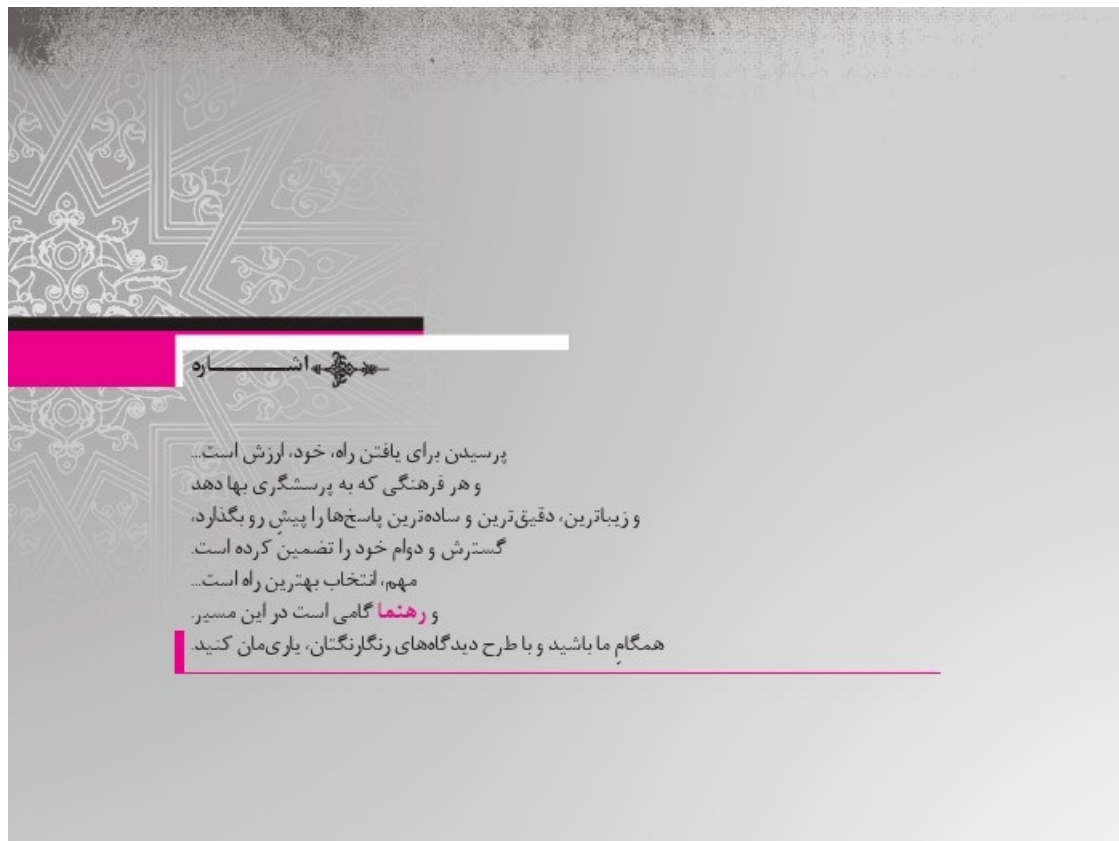 اشــــــــاره
پرسیدن برای یافتن راه، خود، ارزش است...
و هر فرهنگی که به پرسشگری بها دهد
و زیباترین، دقیق‌ترین و ساده‌ترین پاسخ‌ها را پیشِ رو بگذارد،
گسترش و دوام خود را تضمین کرده است.
مهم، انتخاب بهترین راه است...
و رهنما گامی است در این مسیر.
همگامِ ما باشید و با طرح دیدگاه‌های رنگارنگتان، یاری‌مان کنید.